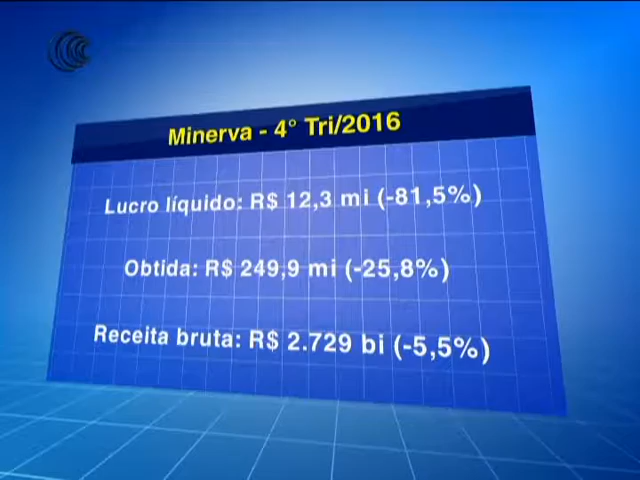 Minerva - 4° Tri/2016
Lucro líquido: R$ 12,3 mi (-81,5%)
Obtida: R$ 249,9 mi (-25,8%)
Receita bruta: R$ 2.729 bi (-5,5%)